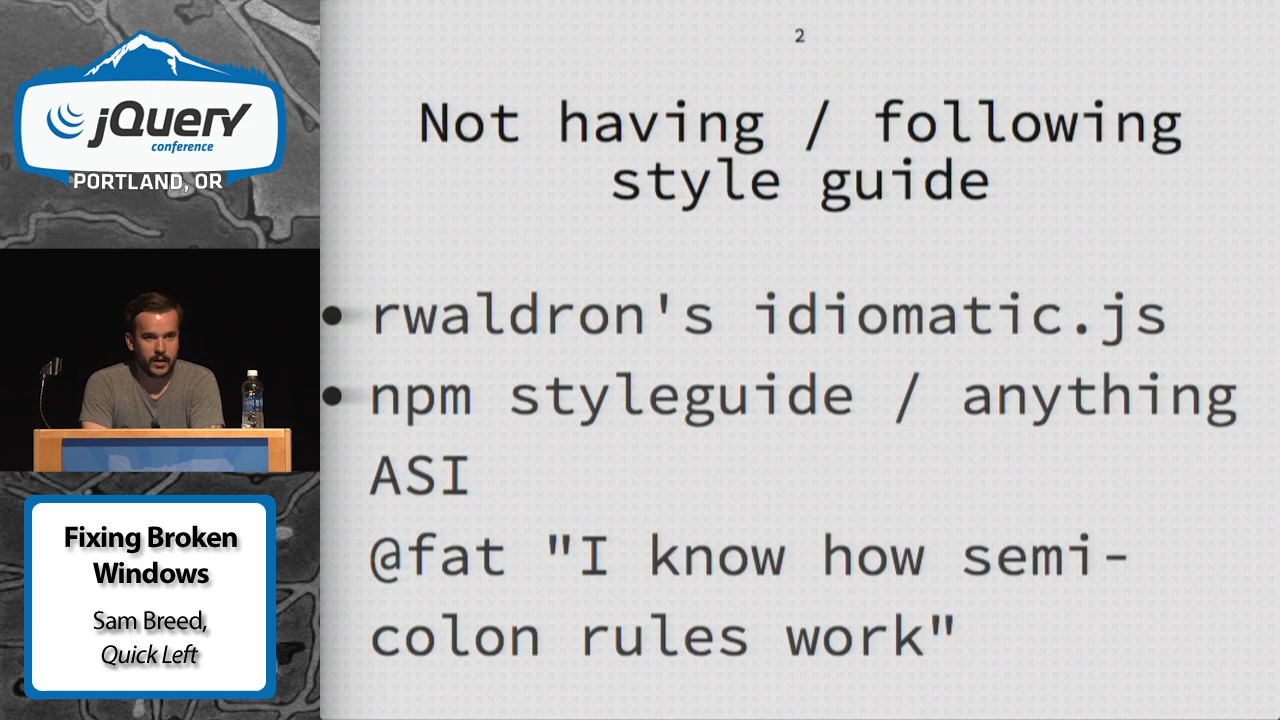 jQuery
conference
PORTLAND, OR
Fixing Broken
Windows
Sam Breed,
Quick Left
2
Not having / following
style guide
• rwaldron's idiomatic.js
• npm styleguide / anything
ASI
@fat "I know how semi-
colon rules work"